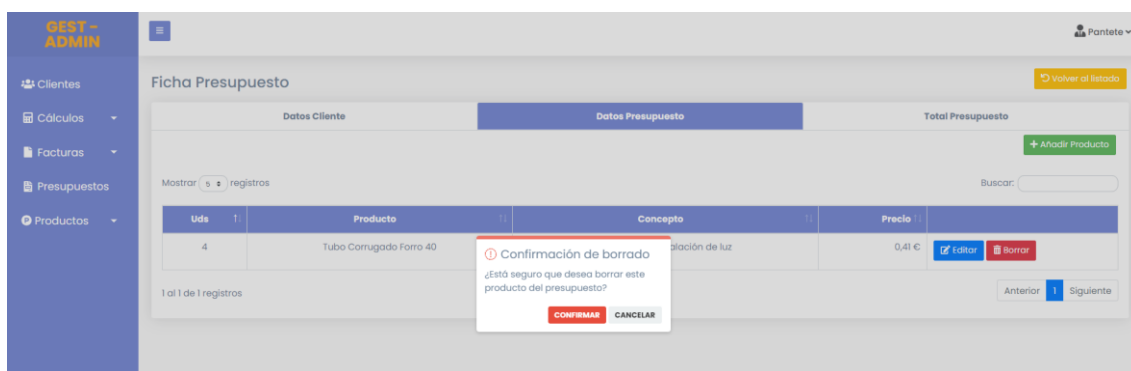 GEST -
ADMIN
Pantete
Clientes
Cálculos
Facturas
Presupuestos
Productos
Ficha Presupuesto
Volver al listado
Datos Cliente
Datos Presupuesto
Total Presupuesto
+ Añadir Producto
Mostrar 5 registros
Buscar:
Uds Producto Concepto Precio
4 Tubo Corrugado Forro 40 de luz 0,41 € Editar Borrar
Confirmación de borrado
¿Está seguro que desea borrar este
producto del presupuesto?
CONFIRMAR CANCELAR
1 al 1 de 1 registros
Anterior 1 Siguiente